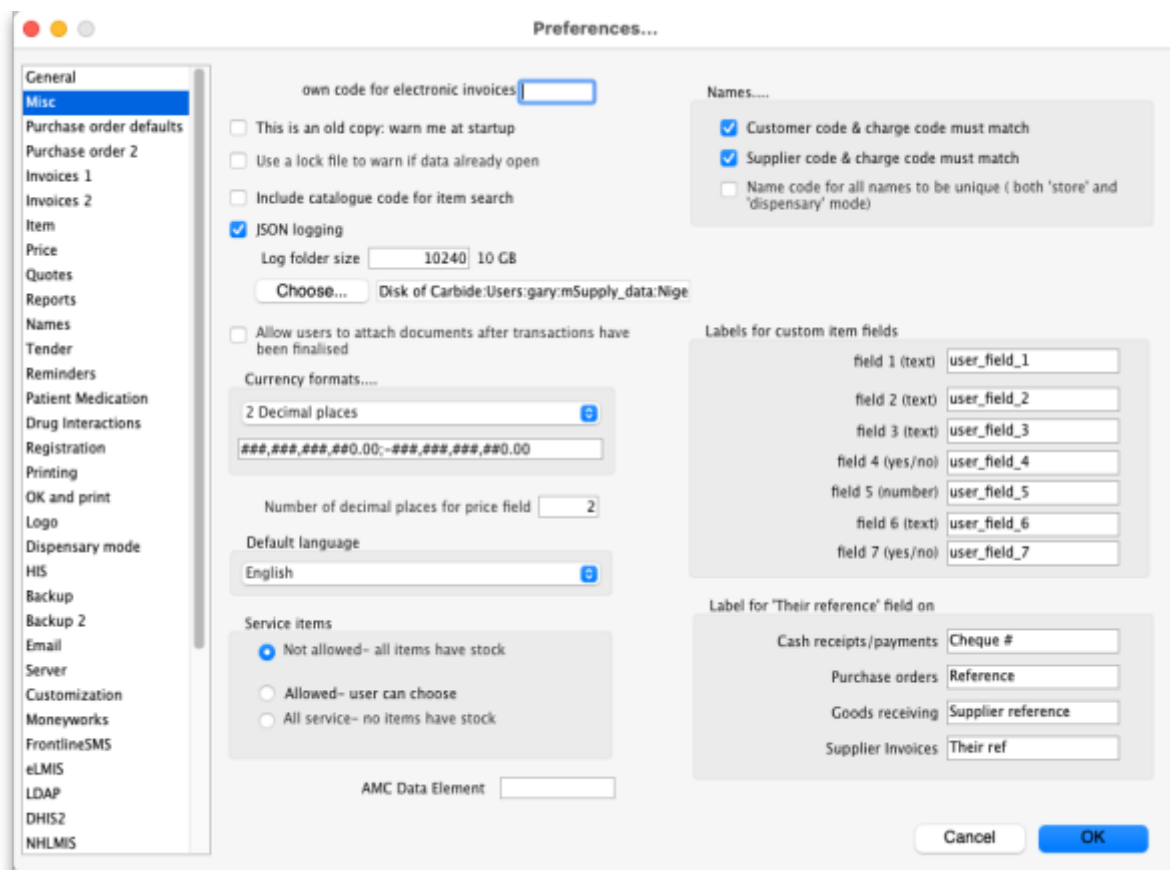 Preferences...
General
Misc
Purchase order defaults
Purchase order 2
Invoices 1
Invoices 2
Item
Price
Quotes
Reports
Names
Tender
Reminders
Patient Medication
Drug Interactions
Registration
Printing
OK and print
Logo
Dispensary mode
HIS
Backup
Backup 2
Email
Server
Customization
Moneyworks
FrontlineSMS
eLMIS
LDAP
DHIS2
NHLMIS
own code for electronic invoices
This is an old copy: warn me at startup
Use a lock file to warn if data already open
Include catalogue code for item search
JSON logging
Log folder size 10240 10 GB
Choose... Disk of Carbide:Users:gary:mSupply_data:Nige
Allow users to attach documents after transactions have
been finalised
Currency formats....
2 Decimal places
###,###,###,##0.00;-###,###,###,##0.00
Number of decimal places for price field 2
Default language
English
Service items
Not allowed- all items have stock
Allowed- user can choose
All service- no items have stock
AMC Data Element
Names....
Customer code & charge code must match
Supplier code & charge code must match
Name code for all names to be unique ( both 'store' and
'dispensary' mode)
Labels for custom item fields
field 1 (text) user_field_1
field 2 (text) user_field_2
field 3 (text) user_field_3
field 4 (yes/no) user_field_4
field 5 (number) user_field_5
field 6 (text) user_field_6
field 7 (yes/no) user_field_7
Label for 'Their reference' field on
Cash receipts/payments Cheque #
Purchase orders Reference
Goods receiving Supplier reference
Supplier Invoices Their ref
Cancel OK